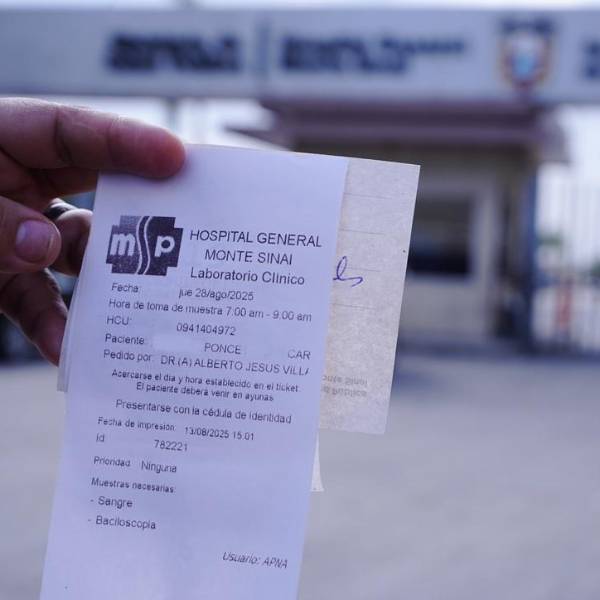 msp
HOSPITAL GENERAL
MONTE SINAI
Laboratorio Clínico
Fecha: jue 28/ago/2025
Hora de toma de muestra 7:00 am - 9:00 am
HCU: 0941404972
Paciente: PONCE CAR
Pedido por: DR.(A) ALBERTO JESUS VILLA
Acercarse el día y hora establecido en el ticket.
El paciente deberá venir en ayunas
Presentarse con la cédula de identidad
Fecha de impresión: 13/08/2025 15:01
Id 782221
Prioridad Ninguna
Muestras necesarias:
- Sangre
- Baciloscopia
Usuario: APNA